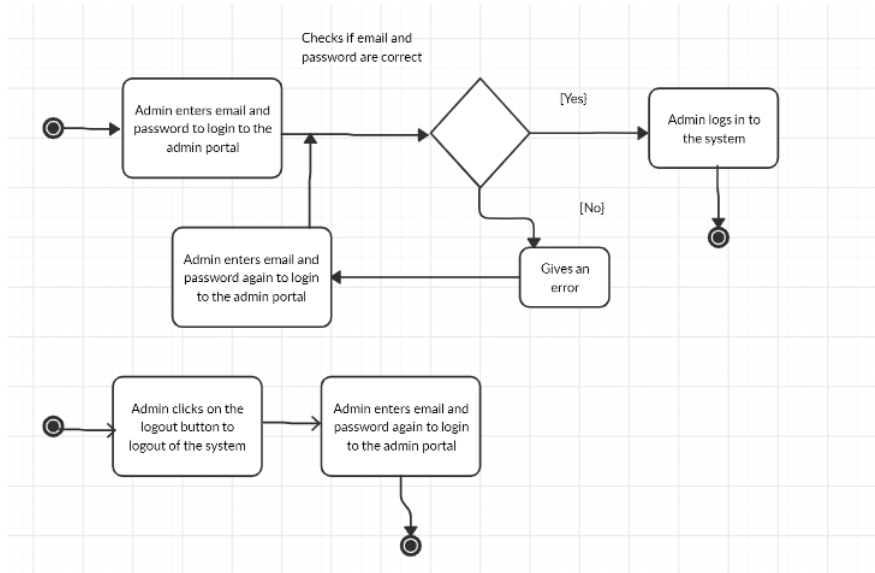 Checks if email and
password are correct
Admin enters email and
password to login to the
admin portal
[Yes}
Admin logs in to
the system
[No}
Admin enters email and
password again to login
to the admin portal
Gives an
error
Admin clicks on the
logout button to
logout of the system
Admin enters email and
password again to login
to the admin portal